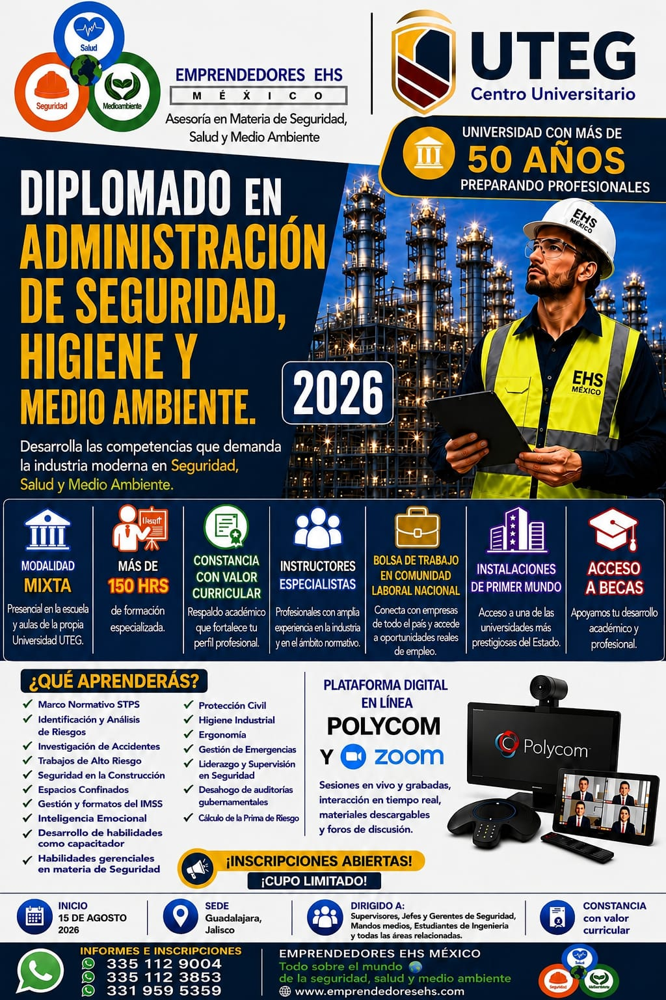 Salud
Seguridad
Medioambiente
EMPRENDEDORES EHS
MÉXICO
Asesoría en Materia de Seguridad,
Salud y Medio Ambiente
UTEG
Centro Universitario
UNIVERSIDAD CON MÁS DE
50 AÑOS
PREPARANDO PROFESIONALES
DIPLOMADO EN
ADMINISTRACIÓN
DE SEGURIDAD,
HIGIENE Y
MEDIO AMBIENTE.
2026
EHS
MÉXICO
EHS
MÉXICO
Desarrolla las competencias que demanda
la industria moderna en Seguridad,
Salud y Medio Ambiente.
MODALIDAD
MIXTA
Presencial en la escuela
y aulas de la propia
Universidad UTEG.
MÁS DE
150 HRS
de formación
especializada.
CONSTANCIA
CON VALOR
CURRICULAR
Respaldo académico
que fortalece tu
perfil profesional.
INSTRUCTORES
ESPECIALISTAS
Profesionales con amplia
experiencia en la industria
y en el ámbito normativo.
BOLSA DE TRABAJO
EN COMUNIDAD
LABORAL NACIONAL
Conecta con empresas
de todo el país y accede
a oportunidades reales
de empleo.
INSTALACIONES
DE PRIMER MUNDO
Acceso a una de las
universidades más
prestigiosas del Estado.
ACCESO
A BECAS
Apoyamos tu desarrollo
académico y
profesional.
¿QUÉ APRENDERÁS?
Marco Normativo STPS
Identificación y Análisis
de Riesgos
Investigación de Accidentes
Trabajos de Alto Riesgo
Seguridad en la Construcción
Espacios Confinados
Gestión y formatos del IMSS
Inteligencia Emocional
Desarrollo de habilidades
como capacitador
Habilidades gerenciales
en materia de Seguridad
Protección Civil
Higiene Industrial
Ergonomía
Gestión de Emergencias
Liderazgo y Supervisión
en Seguridad
Desahogo de auditorías
gubernamentales
Cálculo de la Prima de Riesgo
PLATAFORMA DIGITAL
EN LÍNEA
POLYCOM
Y zoom
Sesiones en vivo y grabadas,
interacción en tiempo real,
materiales descargables
y foros de discusión.
Polycom
¡INSCRIPCIONES ABIERTAS!
¡CUPO LIMITADO!
INICIO
15 DE AGOSTO
2026
SEDE
Guadalajara,
Jalisco
DIRIGIDO A:
Supervisores, Jefes y Gerentes de Seguridad,
Mandos medios, Estudiantes de Ingeniería
y todas las áreas relacionadas.
CONSTANCIA
con valor
curricular
INFORMES E INSCRIPCIONES
335 112 9004
335 112 3853
331 959 5359
EMPRENDEDORES EHS MÉXICO
Todo sobre el mundo
de la seguridad, salud y medio ambiente
www.emprendedoresehs.com
Salud
Seguridad